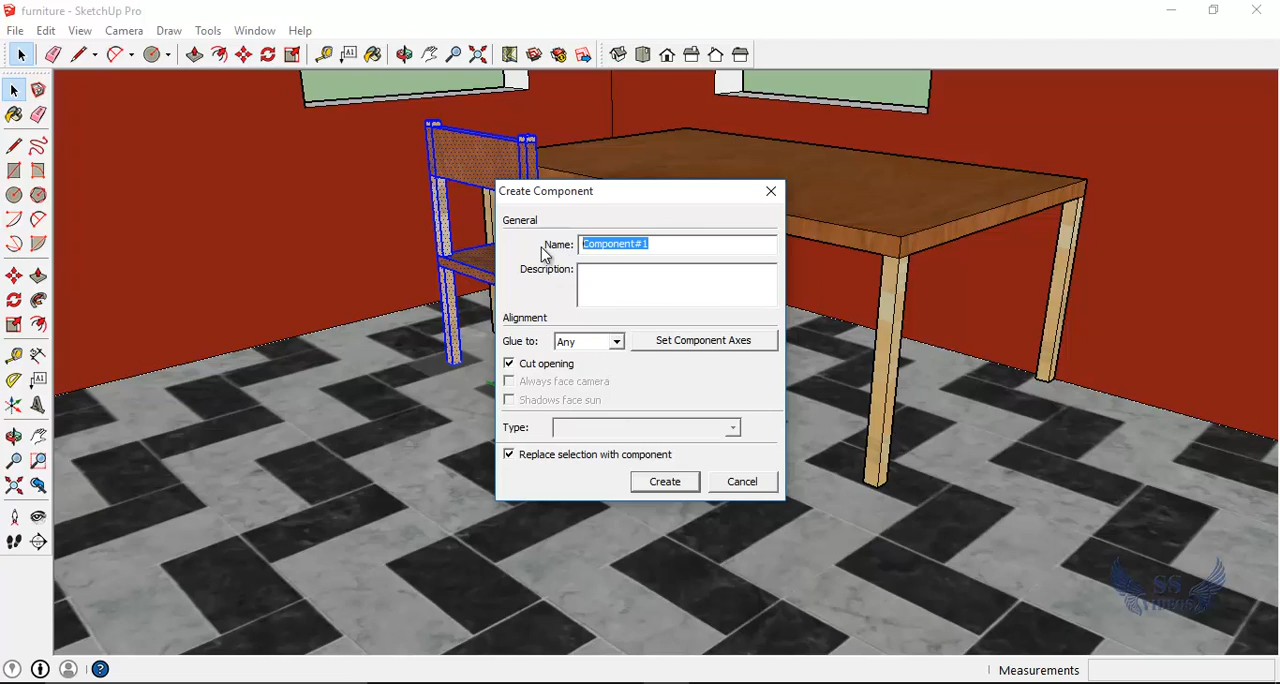 furniture - SketchUp Pro
File Edit View Camera Draw Tools Window Help
Create Component
General
Name: Component#1
Description:
Alignment
Glue to: Any Set Component Axes
Cut opening
Always face camera
Shadows face sun
Type:
Replace selection with component
Create Cancel
SS
VIDEOS
Measurements